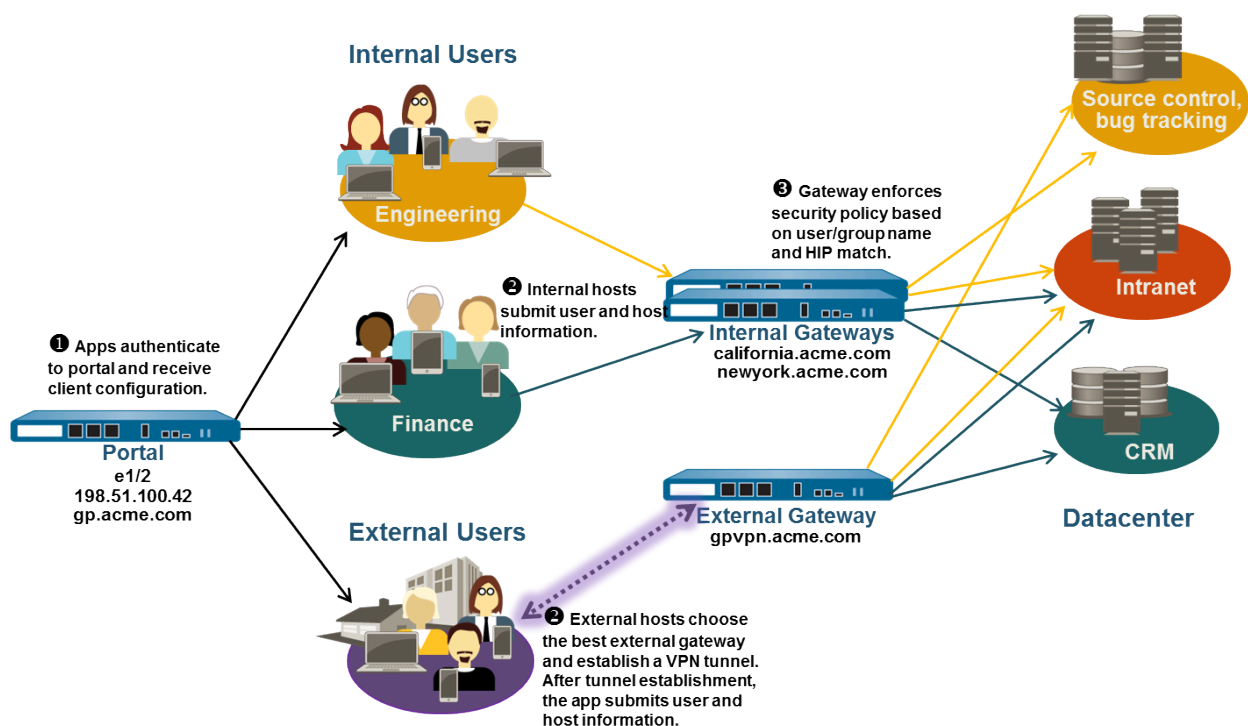 Internal Users
Engineering
❶ Apps authenticate
to portal and receive
client configuration.
Portal
e1/2
198.51.100.42
gp.acme.com
Finance
❷ Internal hosts
submit user and host
information.
External Users
❷ External hosts choose
the best external gateway
and establish a VPN tunnel.
After tunnel establishment,
the app submits user and
host information.
❸ Gateway enforces
security policy based
on user/group name
and HIP match.
Internal Gateways
california.acme.com
newyork.acme.com
External Gateway
gpvpn.acme.com
Source control,
bug tracking
Intranet
CRM
Datacenter